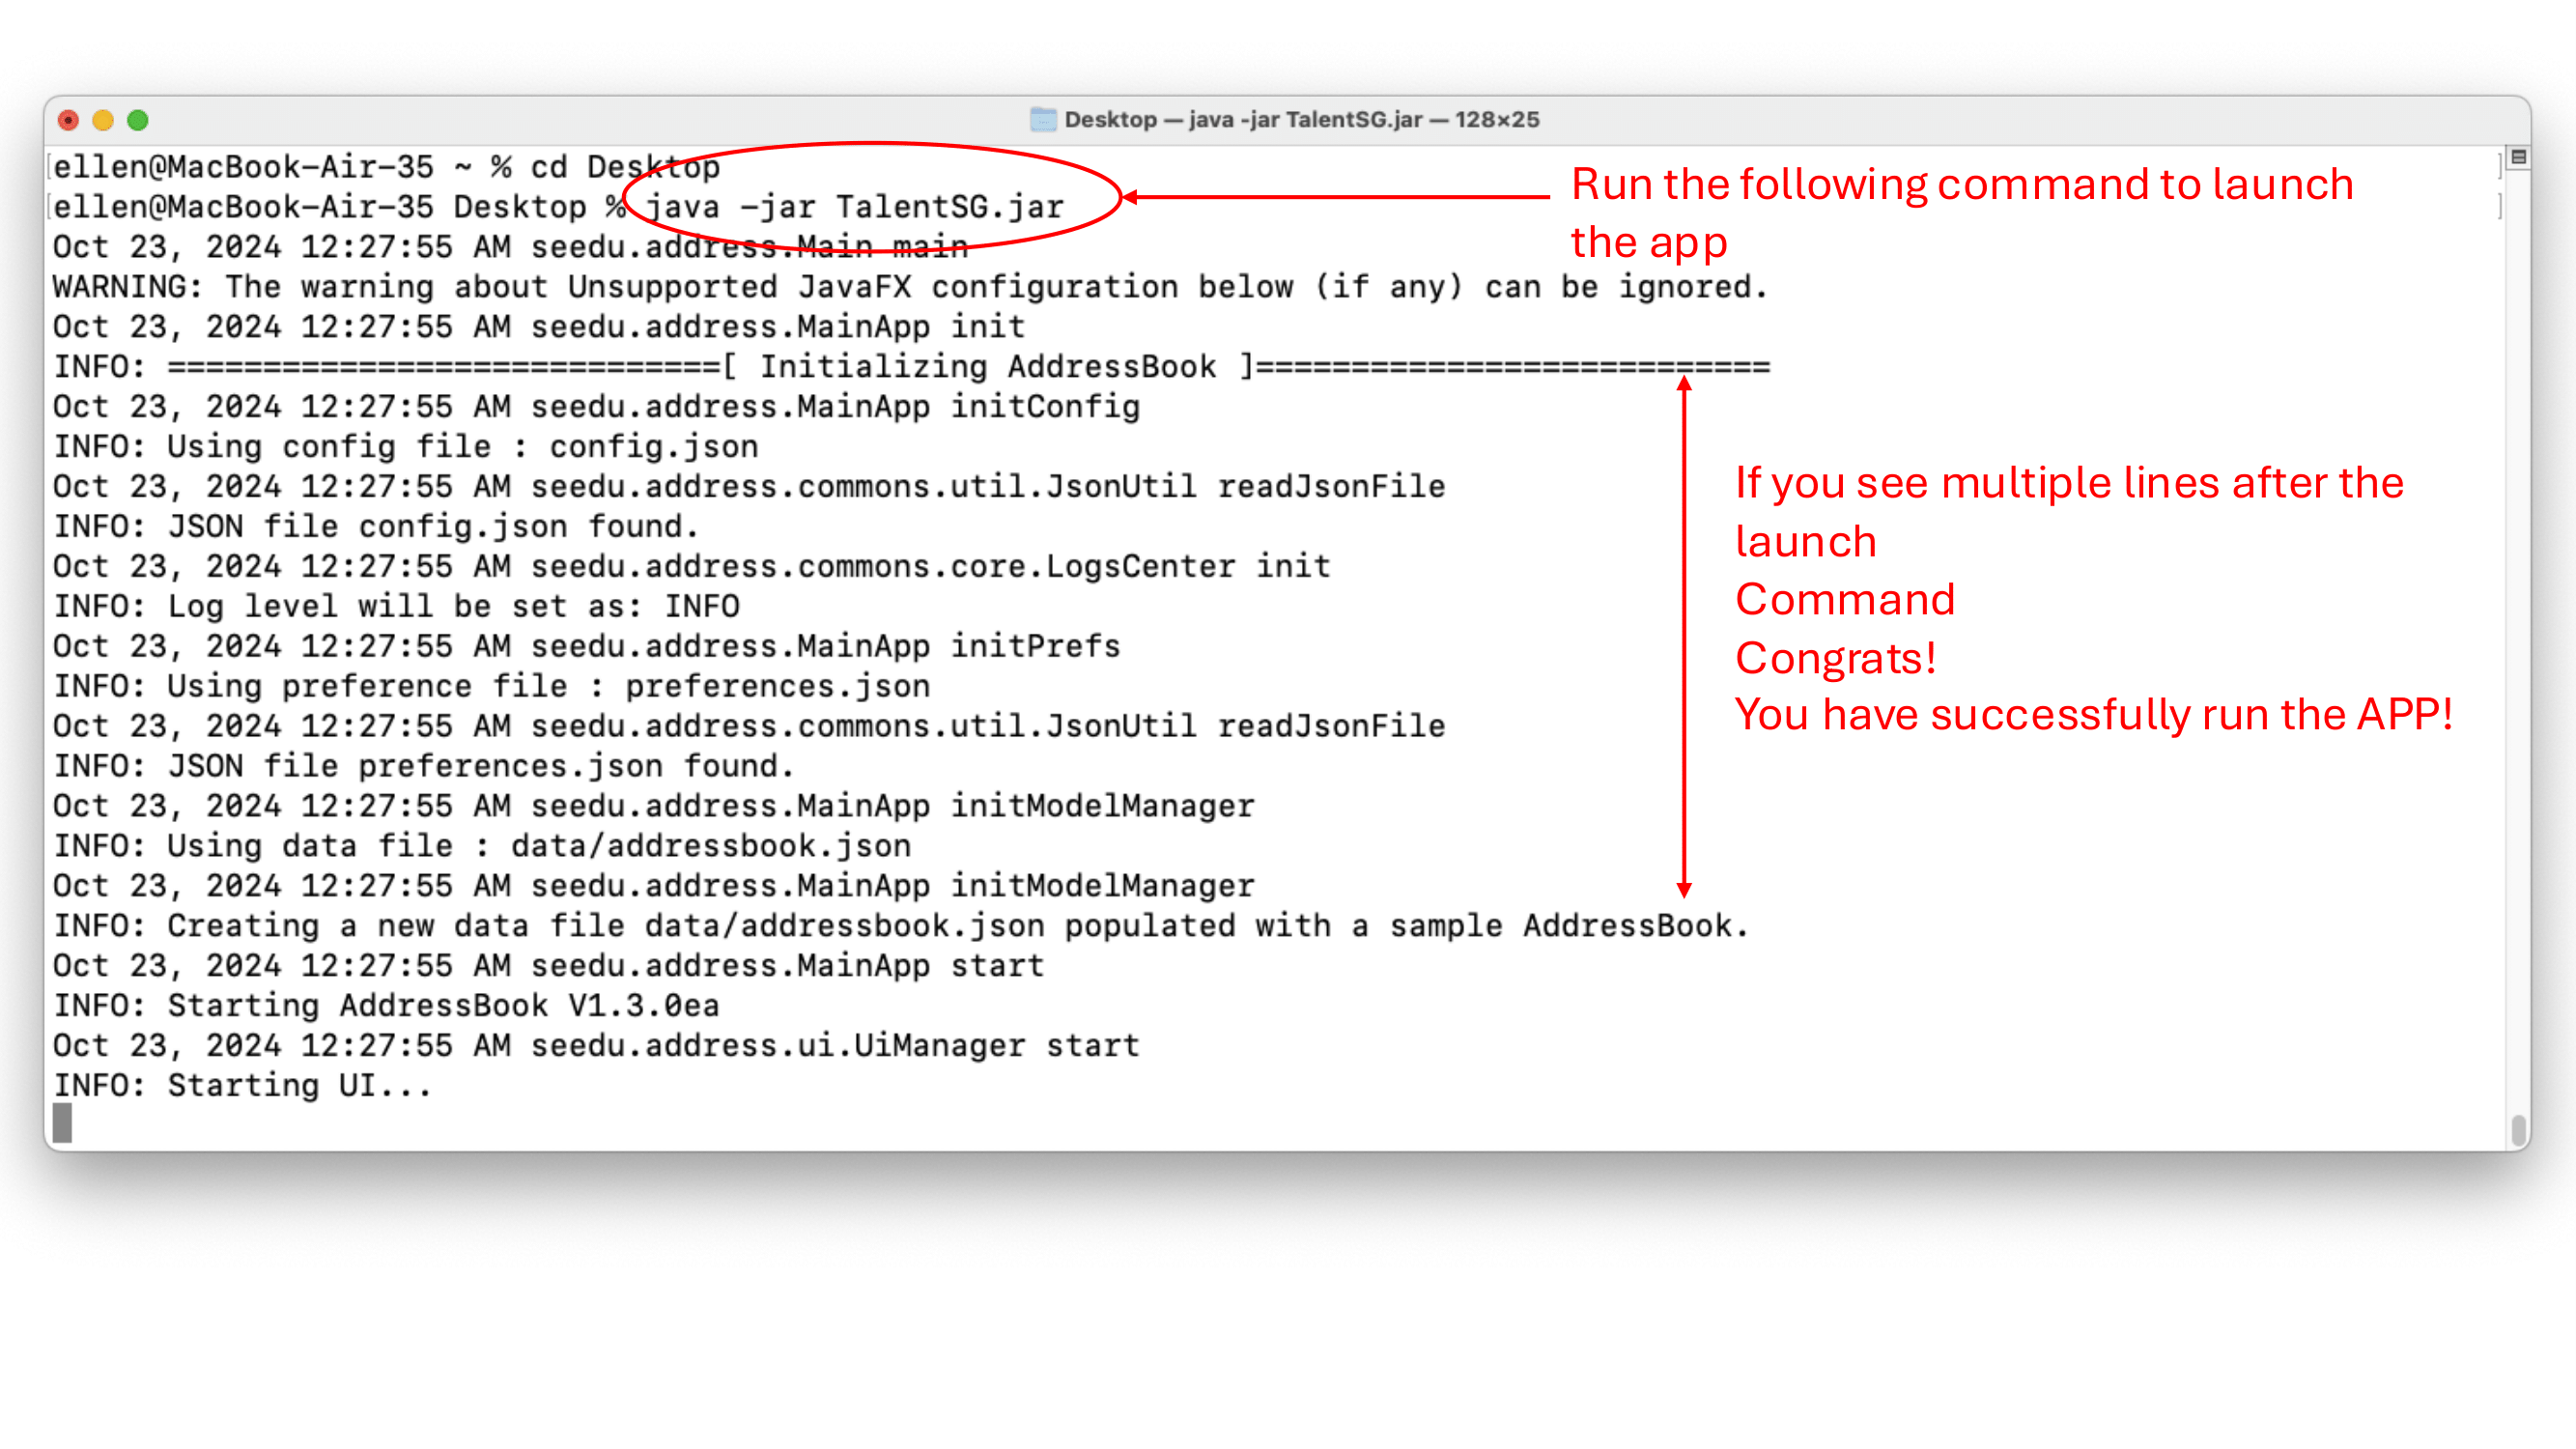 Desktop — java -jar TalentSG.jar — 128×25
ellen@MacBook-Air-35 ~ % cd Desktop
ellen@MacBook-Air-35 Desktop % java -jar TalentSG.jar
Run the following command to launch
the app
Oct 23, 2024 12:27:55 AM seedu.address.Main main
WARNING: The warning about Unsupported JavaFX configuration below (if any) can be ignored.
Oct 23, 2024 12:27:55 AM seedu.address.MainApp init
INFO: =============================[ Initializing AddressBook ]===========================
Oct 23, 2024 12:27:55 AM seedu.address.MainApp initConfig
INFO: Using config file : config.json
Oct 23, 2024 12:27:55 AM seedu.address.commons.util.JsonUtil readJsonFile
INFO: JSON file config.json found.
Oct 23, 2024 12:27:55 AM seedu.address.commons.core.LogsCenter init
INFO: Log level will be set as: INFO
Oct 23, 2024 12:27:55 AM seedu.address.MainApp initPrefs
INFO: Using preference file : preferences.json
Oct 23, 2024 12:27:55 AM seedu.address.commons.util.JsonUtil readJsonFile
INFO: JSON file preferences.json found.
Oct 23, 2024 12:27:55 AM seedu.address.MainApp initModelManager
INFO: Using data file : data/addressbook.json
Oct 23, 2024 12:27:55 AM seedu.address.MainApp initModelManager
INFO: Creating a new data file data/addressbook.json populated with a sample AddressBook.
Oct 23, 2024 12:27:55 AM seedu.address.MainApp start
INFO: Starting AddressBook V1.3.0ea
Oct 23, 2024 12:27:55 AM seedu.address.ui.UiManager start
INFO: Starting UI...
If you see multiple lines after the
launch
Command
Congrats!
You have successfully run the APP!